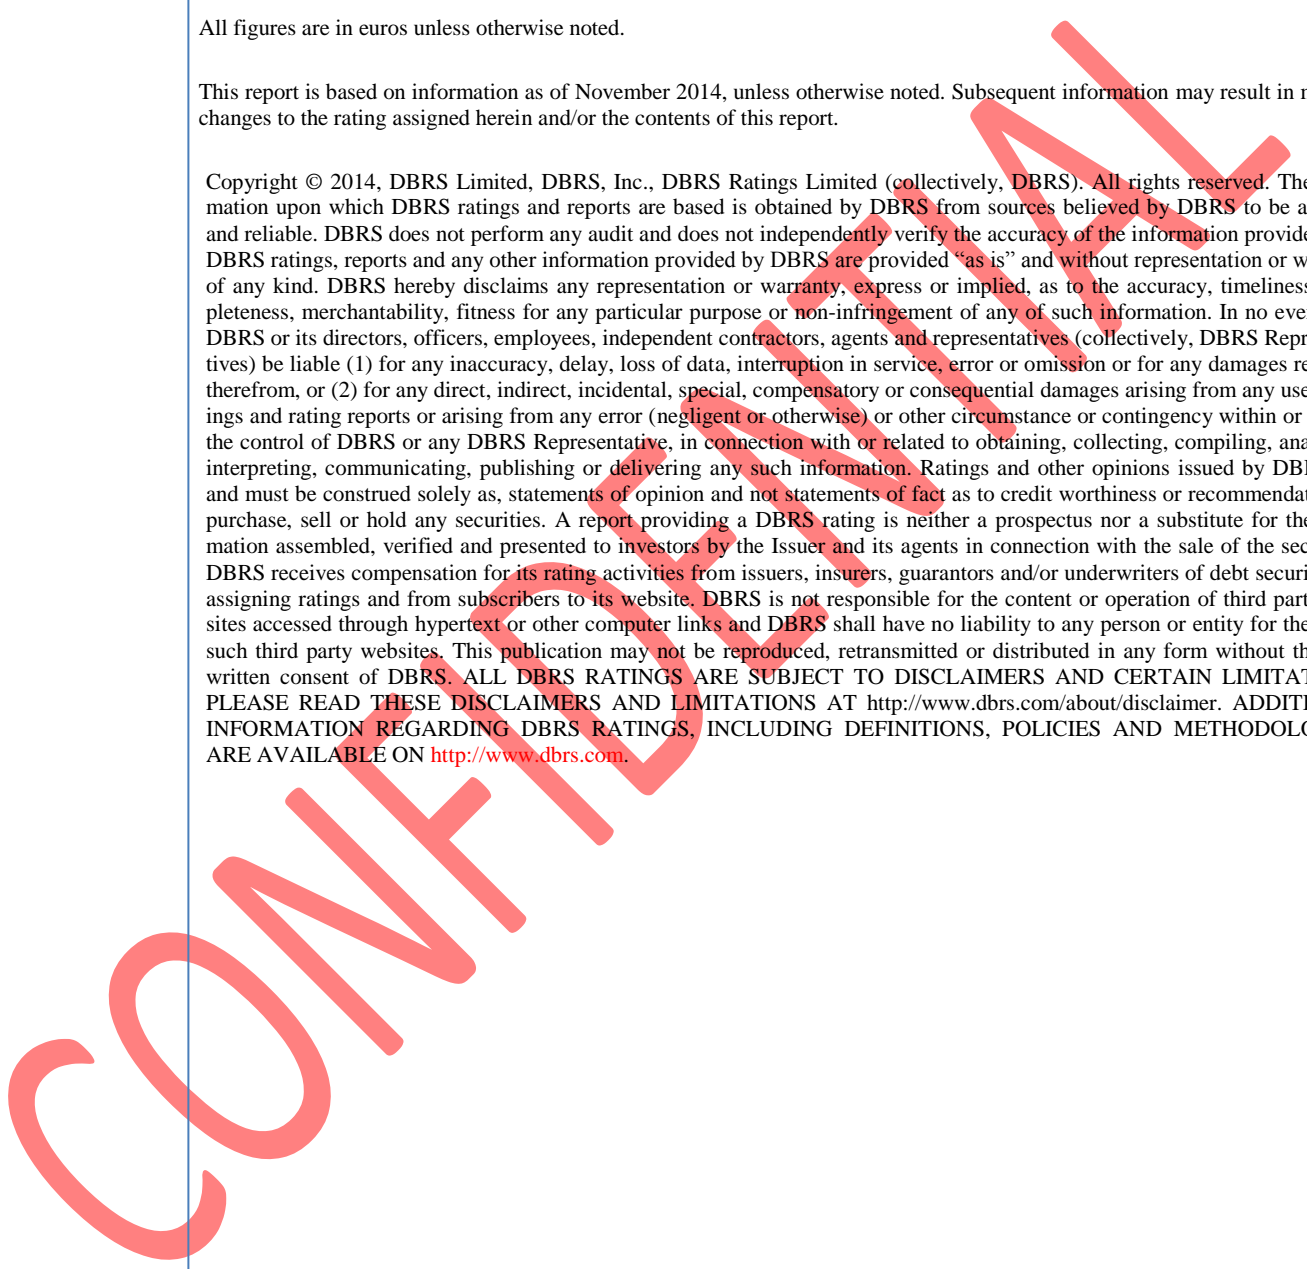 All figures are in euros unless otherwise noted.
This report is based on information as of November 2014, unless otherwise noted. Subsequent information may result in
changes to the rating assigned herein and/or the contents of this report.
Copyright © 2014, DBRS Limited, DBRS, Inc., DBRS Ratings Limited (collectively, DBRS). All rights reserved. The
mation upon which DBRS ratings and reports are based is obtained by DBRS from sources believed by DBRS to be a
and reliable. DBRS does not perform any audit and does not independently verify the accuracy of the information provide
DBRS ratings, reports and any other information provided by DBRS are provided “as is” and without representation or w
of any kind. DBRS hereby disclaims any representation or warranty, express or implied, as to the accuracy, timeliness
pleteness, merchantability, fitness for any particular purpose or non-infringement of any of such information. In no eve
DBRS or its directors, officers, employees, independent contractors, agents and representatives (collectively, DBRS Repr
tives) be liable (1) for any inaccuracy, delay, loss of data, interruption in service, error or omission or for any damages re
therefrom, or (2) for any direct, indirect, incidental, special, compensatory or consequential damages arising from any use
ings and rating reports or arising from any error (negligent or otherwise) or other circumstance or contingency within or
the control of DBRS or any DBRS Representative, in connection with or related to obtaining, collecting, compiling, ana
interpreting, communicating, publishing or delivering any such information. Ratings and other opinions issued by DB
and must be construed solely as, statements of opinion and not statements of fact as to credit worthiness or recommendat
purchase, sell or hold any securities. A report providing a DBRS rating is neither a prospectus nor a substitute for the
mation assembled, verified and presented to investors by the Issuer and its agents in connection with the sale of the sec
DBRS receives compensation for its rating activities from issuers, insurers, guarantors and/or underwriters of debt securi
assigning ratings and from subscribers to its website. DBRS is not responsible for the content or operation of third part
sites accessed through hypertext or other computer links and DBRS shall have no liability to any person or entity for the
such third party websites. This publication may not be reproduced, retransmitted or distributed in any form without th
written consent of DBRS. ALL DBRS RATINGS ARE SUBJECT TO DISCLAIMERS AND CERTAIN LIMITAT
PLEASE READ THESE DISCLAIMERS AND LIMITATIONS AT http://www.dbrs.com/about/disclaimer. ADDITI
INFORMATION REGARDING DBRS RATINGS, INCLUDING DEFINITIONS, POLICIES AND METHODOLO
ARE AVAILABLE ON http://www.dbrs.com.
CONFIDENTIAL